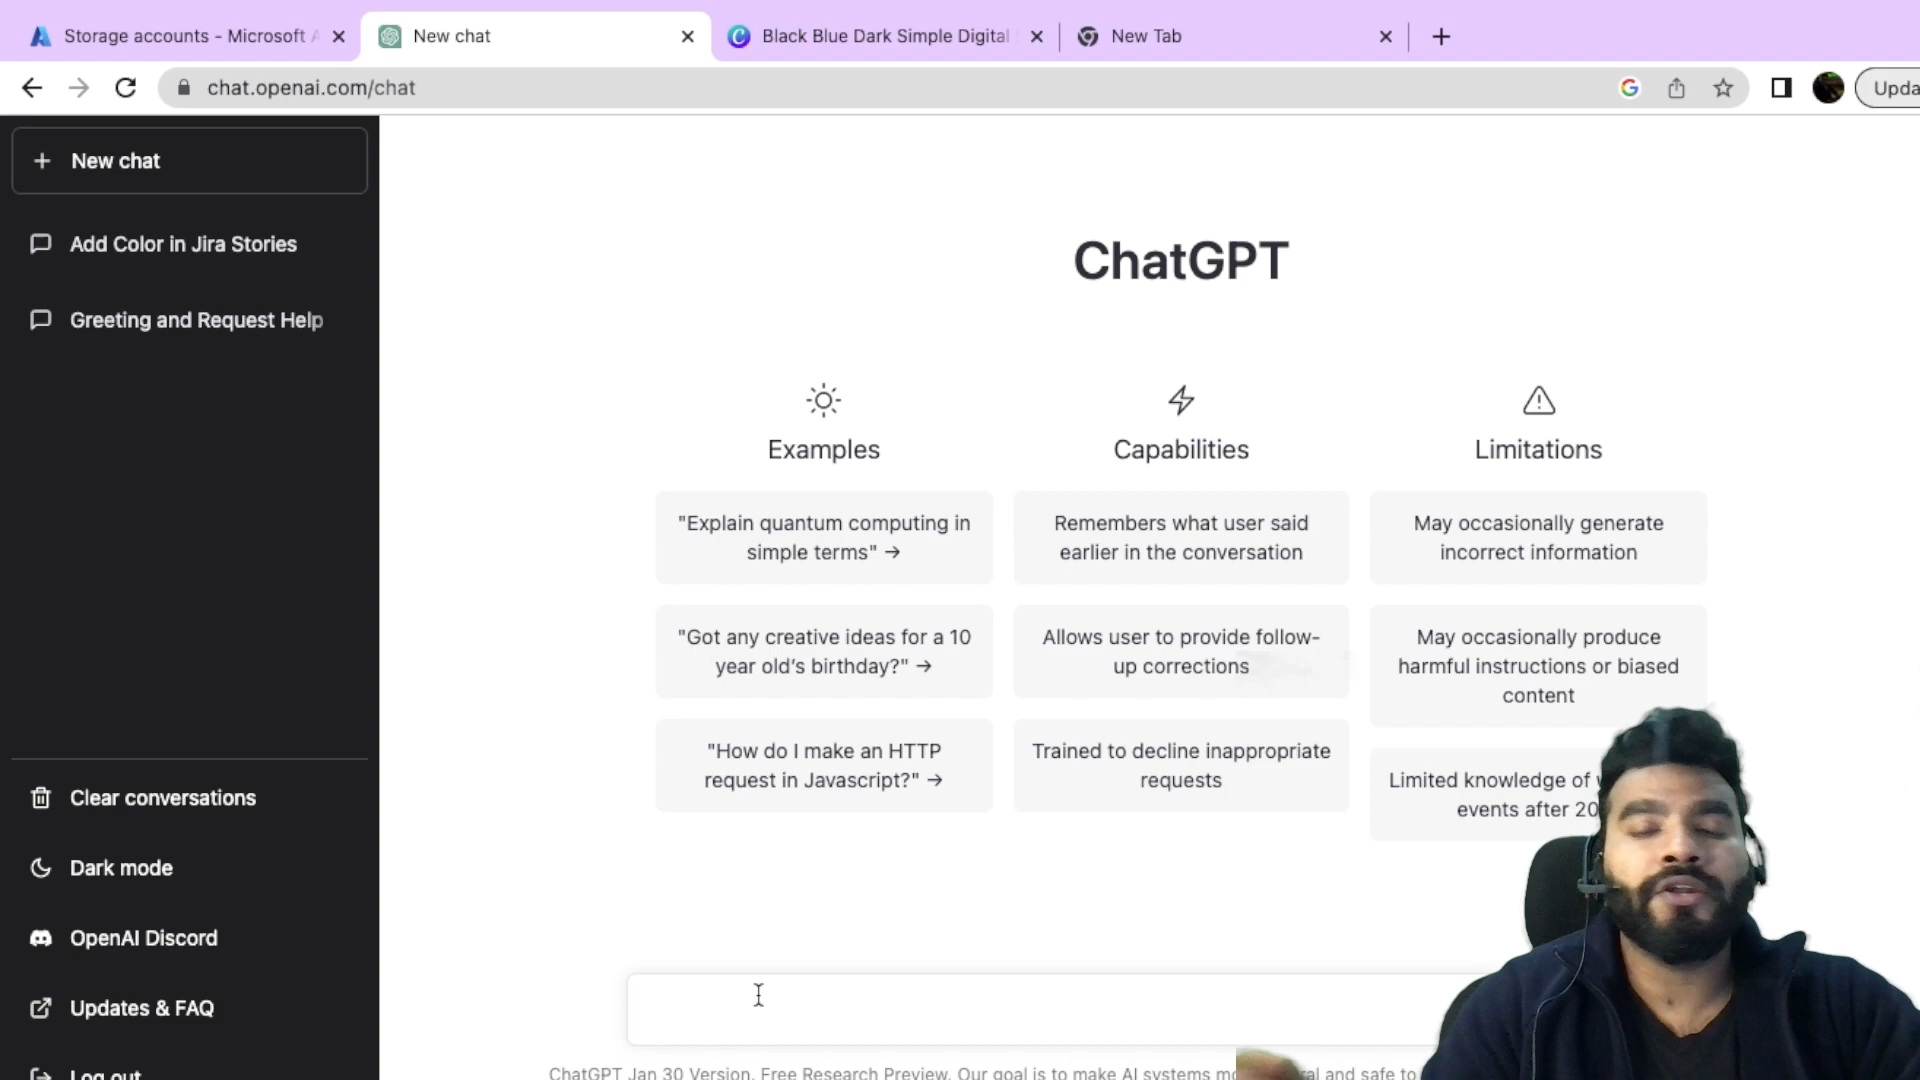 Storage accounts - Microsoft
New chat
Black Blue Dark Simple Digital
New Tab
chat.openai.com/chat
Upda
New chat
Add Color in Jira Stories
Greeting and Request Help
Clear conversations
Dark mode
OpenAI Discord
Updates & FAQ
Log out
ChatGPT
Examples
"Explain quantum computing in
simple terms" →
"Got any creative ideas for a 10
year old's birthday?" →
"How do I make an HTTP
request in Javascript?" →
Capabilities
Remembers what user said
earlier in the conversation
Allows user to provide follow-
up corrections
Trained to decline inappropriate
requests
Limitations
May occasionally generate
incorrect information
May occasionally produce
harmful instructions or biased
content
Limited knowledge of
events after 20
ChatGPT Jan 30 Version. Free Research Preview. Our goal is to make AI systems and safe to